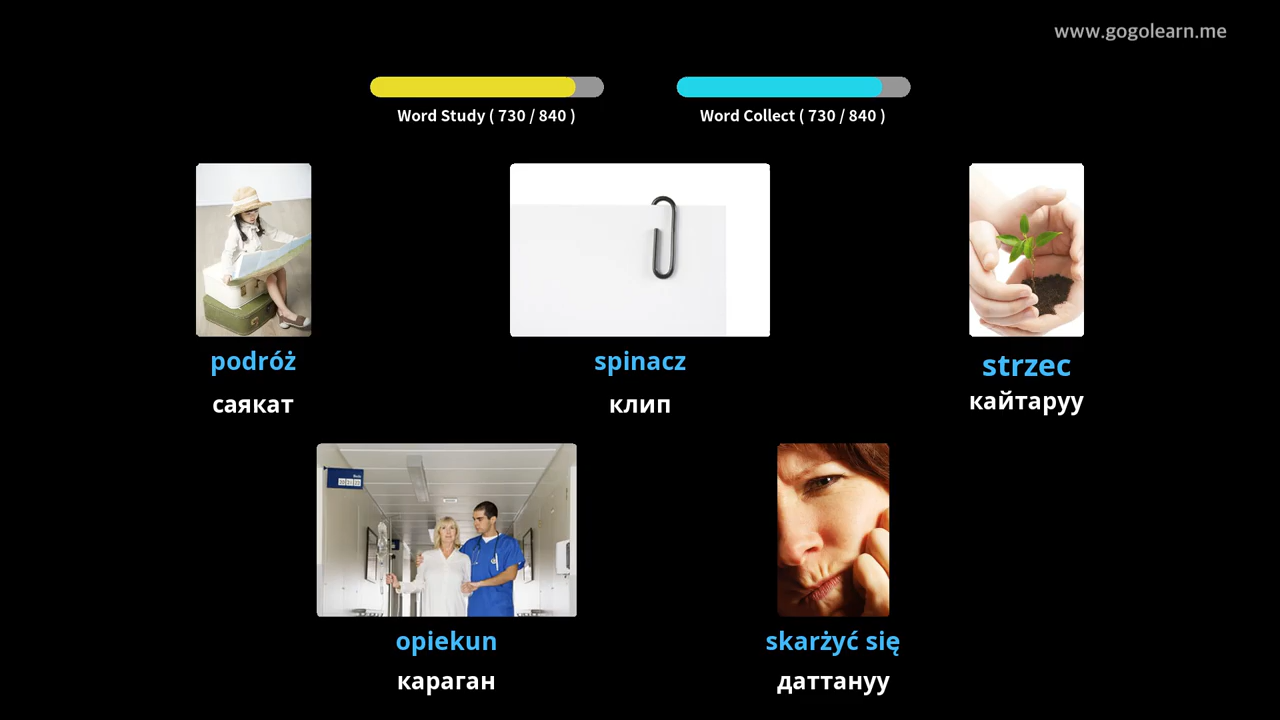 www.gogolearn.me
Word Study ( 730 / 840 )
Word Collect ( 730 / 840 )
podróż
spinacz
strzec
саякат
клип
кайтаруу
opiekun
skarżyć się
караган
даттануу